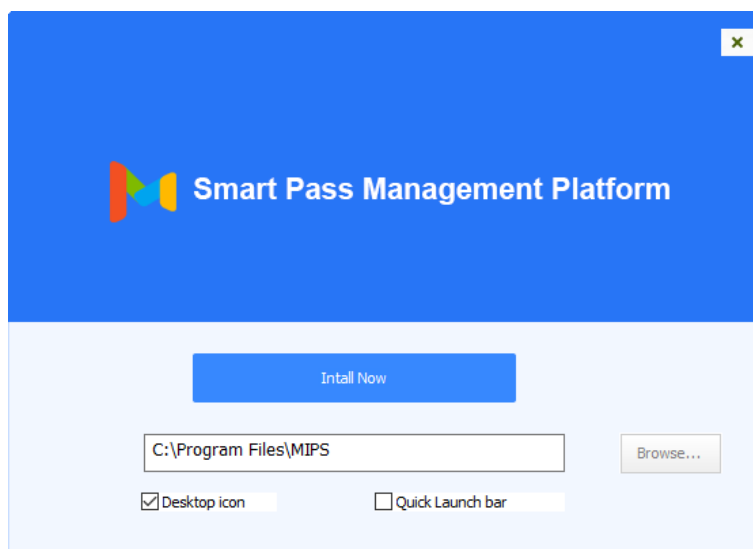 Smart Pass Management Platform
Intall Now
C:\Program Files\MIPS
Browse...
Desktop icon
Quick Launch bar